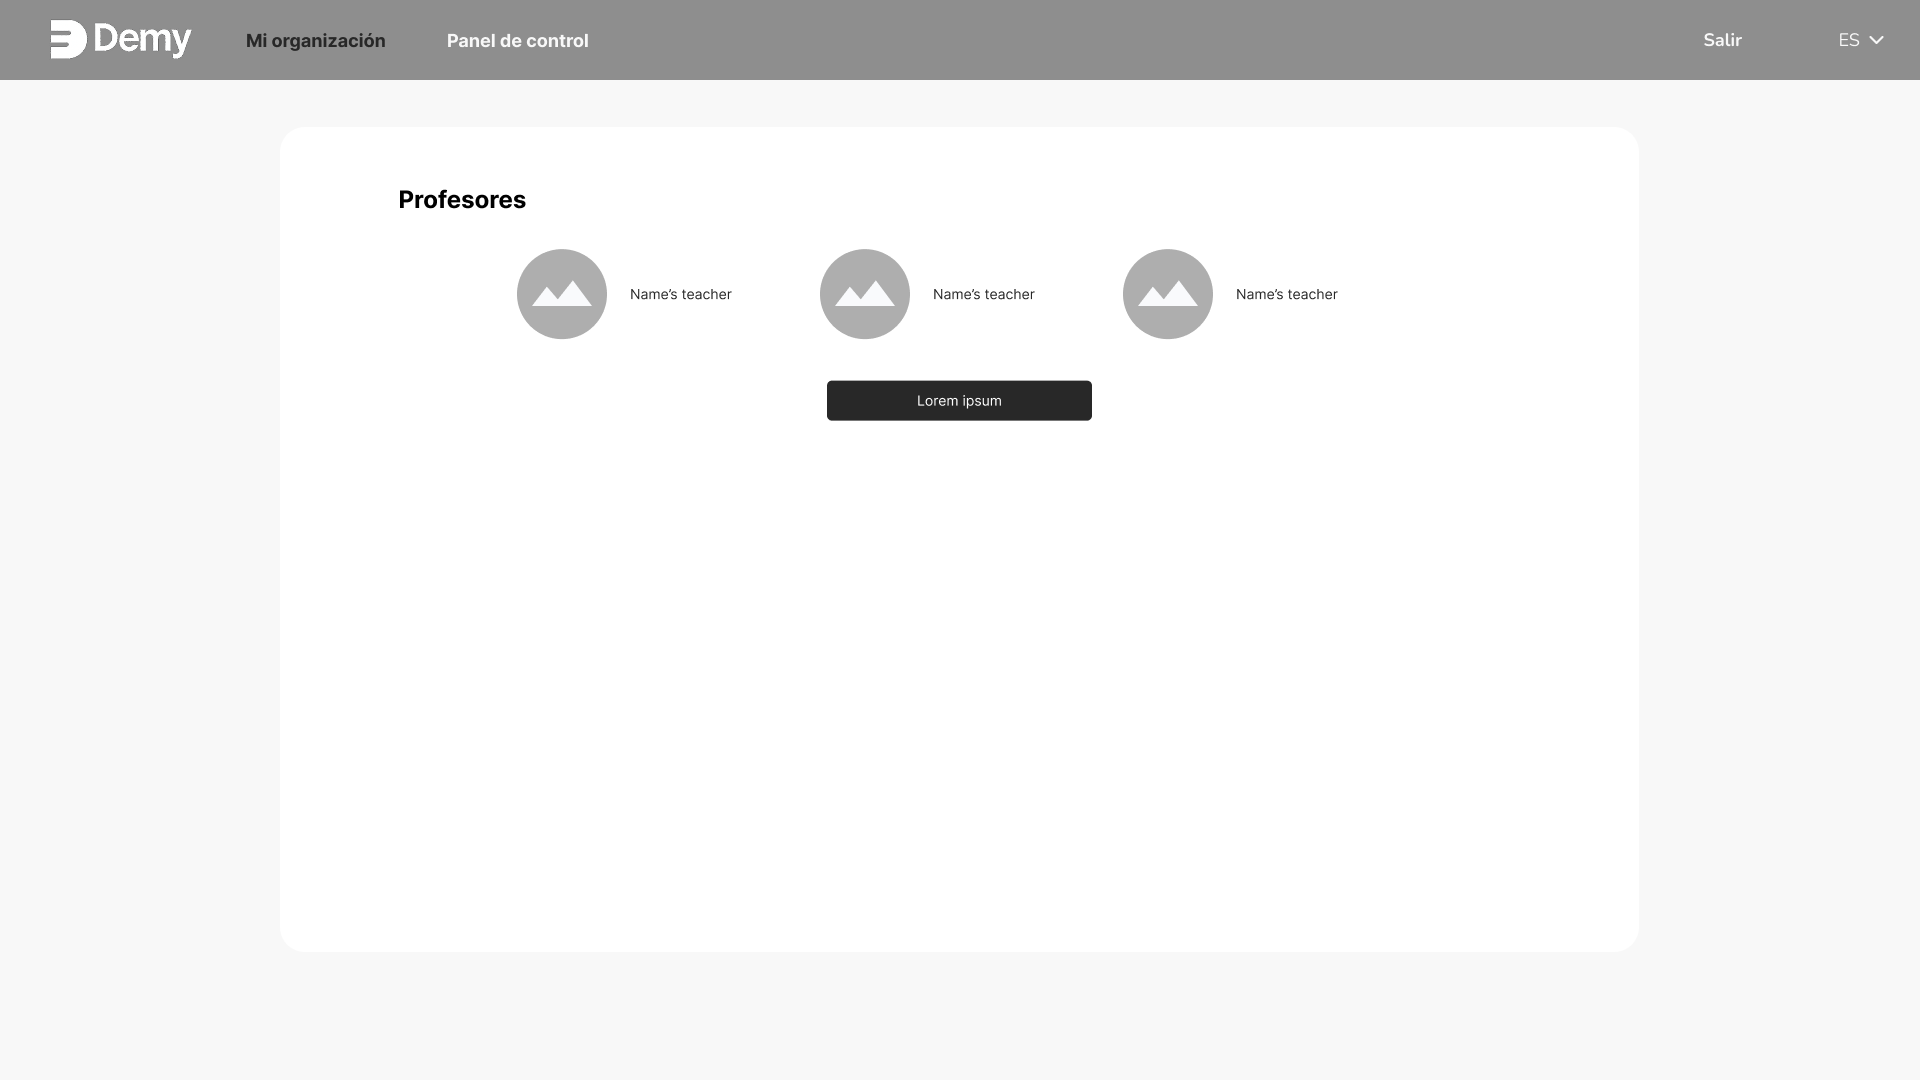 Demy
Mi organización
Panel de control
Salir
ES
Profesores
Name's teacher
Name's teacher
Name's teacher
Lorem ipsum